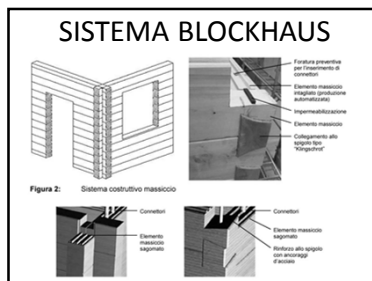 SISTEMA BLOCKHAUS
Foratura preventiva
per l'inserimento di
connettori
Elemento massiccio
intagliato (produzione
automatizzata)
Impermeabilizzazione
Elemento massiccio
Collegamento allo
spigolo tipo
"Klingschrot"
Figura 2: Sistema costruttivo massiccio
Connettori
Elemento
massiccio
sagomato
Connettori
Elemento massiccio
sagomato
Rinforzo allo spigolo
con ancoraggi
d'acciaio